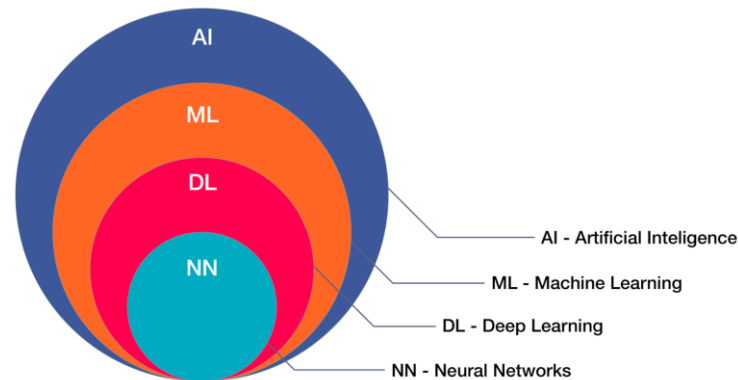 AI
ML
DL
NN
AI - Artificial Inteligence
ML - Machine Learning
DL - Deep Learning
NN - Neural Networks